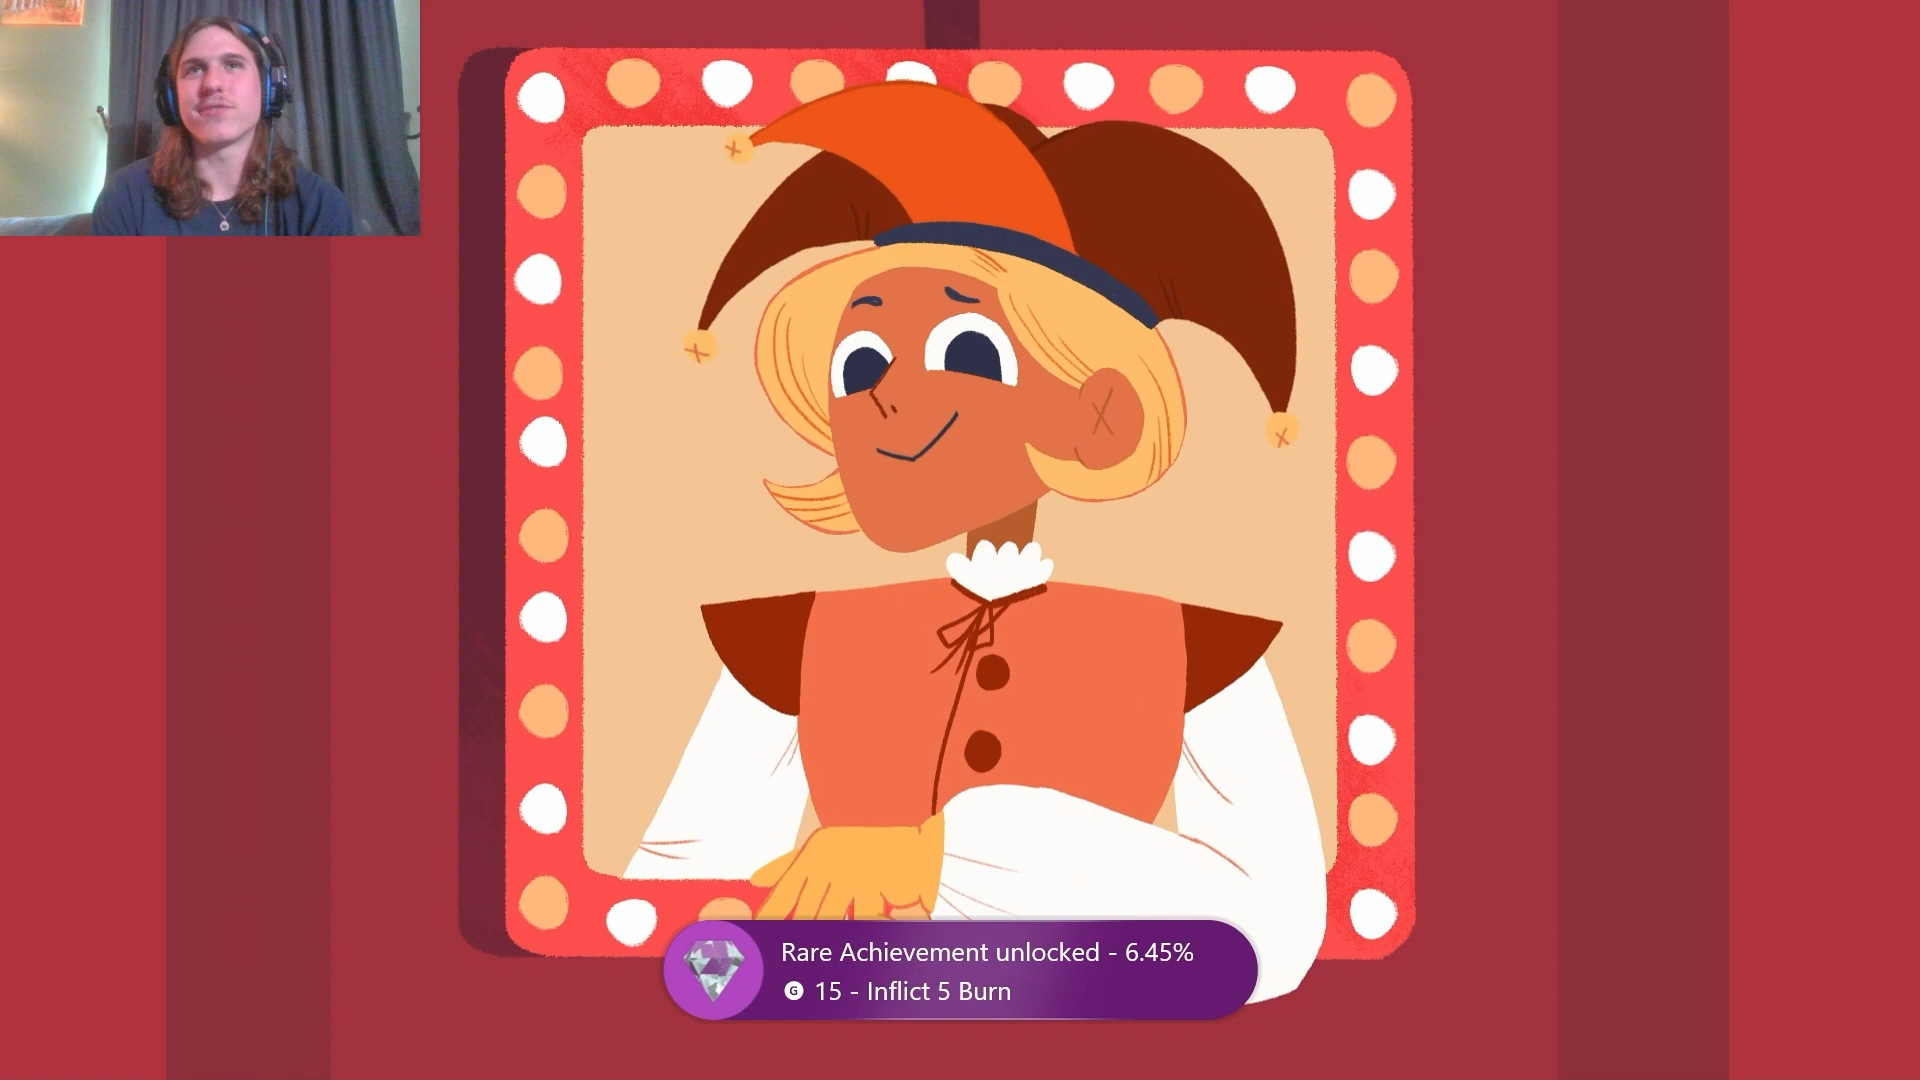 Rare Achievement unlocked - 6.45%
G 15 - Inflict 5 Burn